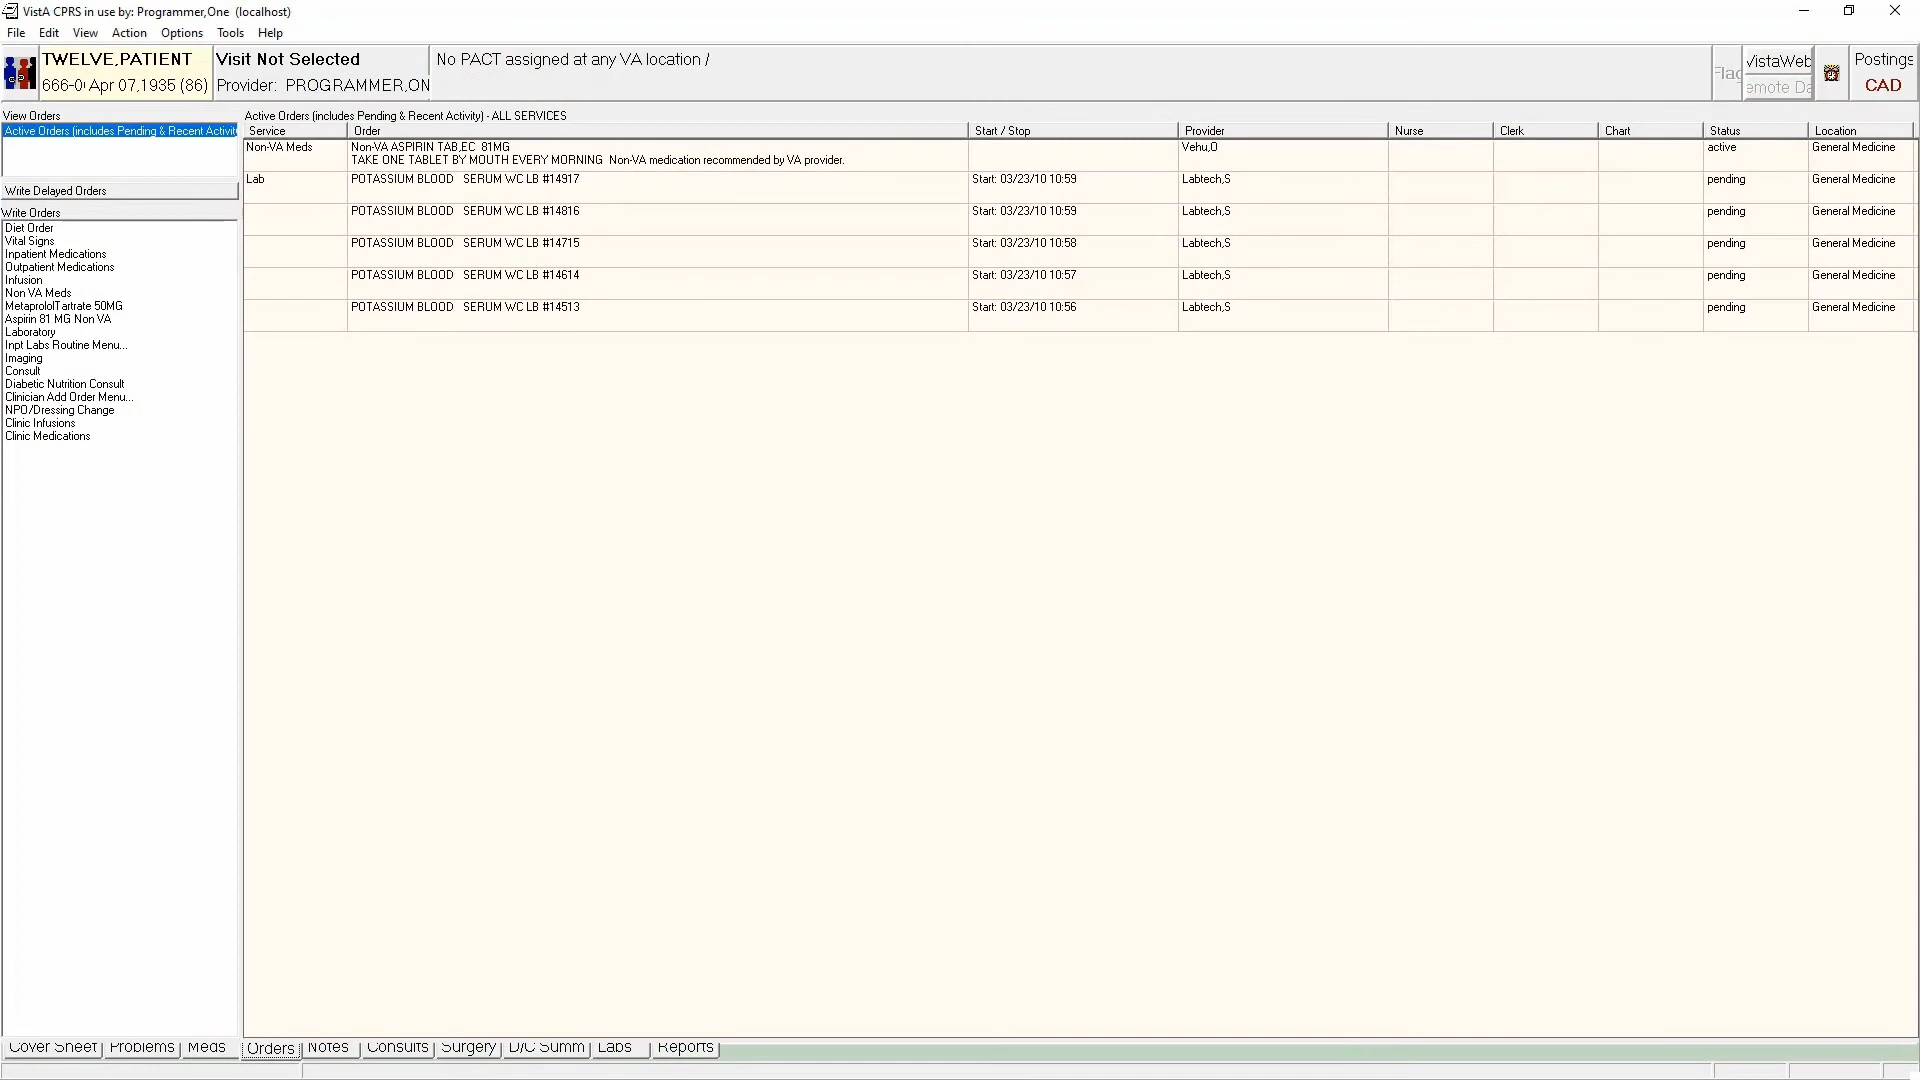 VistA CPRS in use by: Programmer,One  (localhost)
File Edit View Action Options Tools Help
TWELVE,PATIENT
666-0 Apr 07,1935 (86)
Visit Not Selected
Provider:  PROGRAMMER,ON
No PACT assigned at any VA location /
Flag
VistaWeb
emote Da
Postings
CAD
View Orders
Active Orders (includes Pending & Recent Activit
Write Delayed Orders
Write Orders
Diet Order
Vital Signs
Inpatient Medications
Outpatient Medications
Infusion
Non VA Meds
MetaprololTartrate 50MG
Aspirin 81 MG Non VA
Laboratory
Inpt Labs Routine Menu...
Imaging
Consult
Diabetic Nutrition Consult
Clinician Add Order Menu...
NPO/Dressing Change
Clinic Infusions
Clinic Medications
Active Orders (includes Pending & Recent Activity) - ALL SERVICES
Service Order Start / Stop Provider Nurse Clerk Chart Status Location
Non-VA Meds Non-VA ASPIRIN TAB,EC  81MG Vehu,O active General Medicine
TAKE ONE TABLET BY MOUTH EVERY MORNING  Non-VA medication recommended by VA provider.
Lab POTASSIUM BLOOD   SERUM WC LB #14917 Start: 03/23/10 10:59 Labtech,S pending General Medicine
POTASSIUM BLOOD   SERUM WC LB #14816 Start: 03/23/10 10:59 Labtech,S pending General Medicine
POTASSIUM BLOOD   SERUM WC LB #14715 Start: 03/23/10 10:58 Labtech,S pending General Medicine
POTASSIUM BLOOD   SERUM WC LB #14614 Start: 03/23/10 10:57 Labtech,S pending General Medicine
POTASSIUM BLOOD   SERUM WC LB #14513 Start: 03/23/10 10:56 Labtech,S pending General Medicine
Cover Sheet Problems Meds Orders Notes Consults Surgery D/C Summ Labs Reports